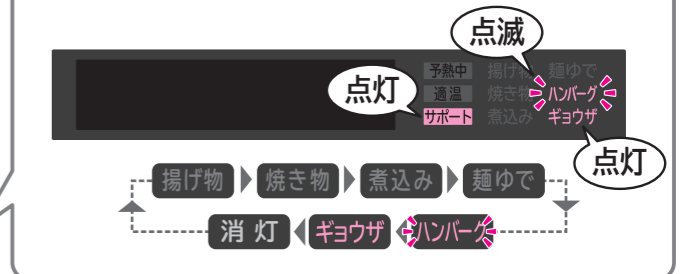 点滅
予熱中 揚げ物 麺ゆで
点灯
適温 焼き物 ハンバーグ
サポート 煮込み ギョウザ
点灯
揚げ物 焼き物 煮込み 麺ゆで
消灯 ギョウザ ハンバーグ